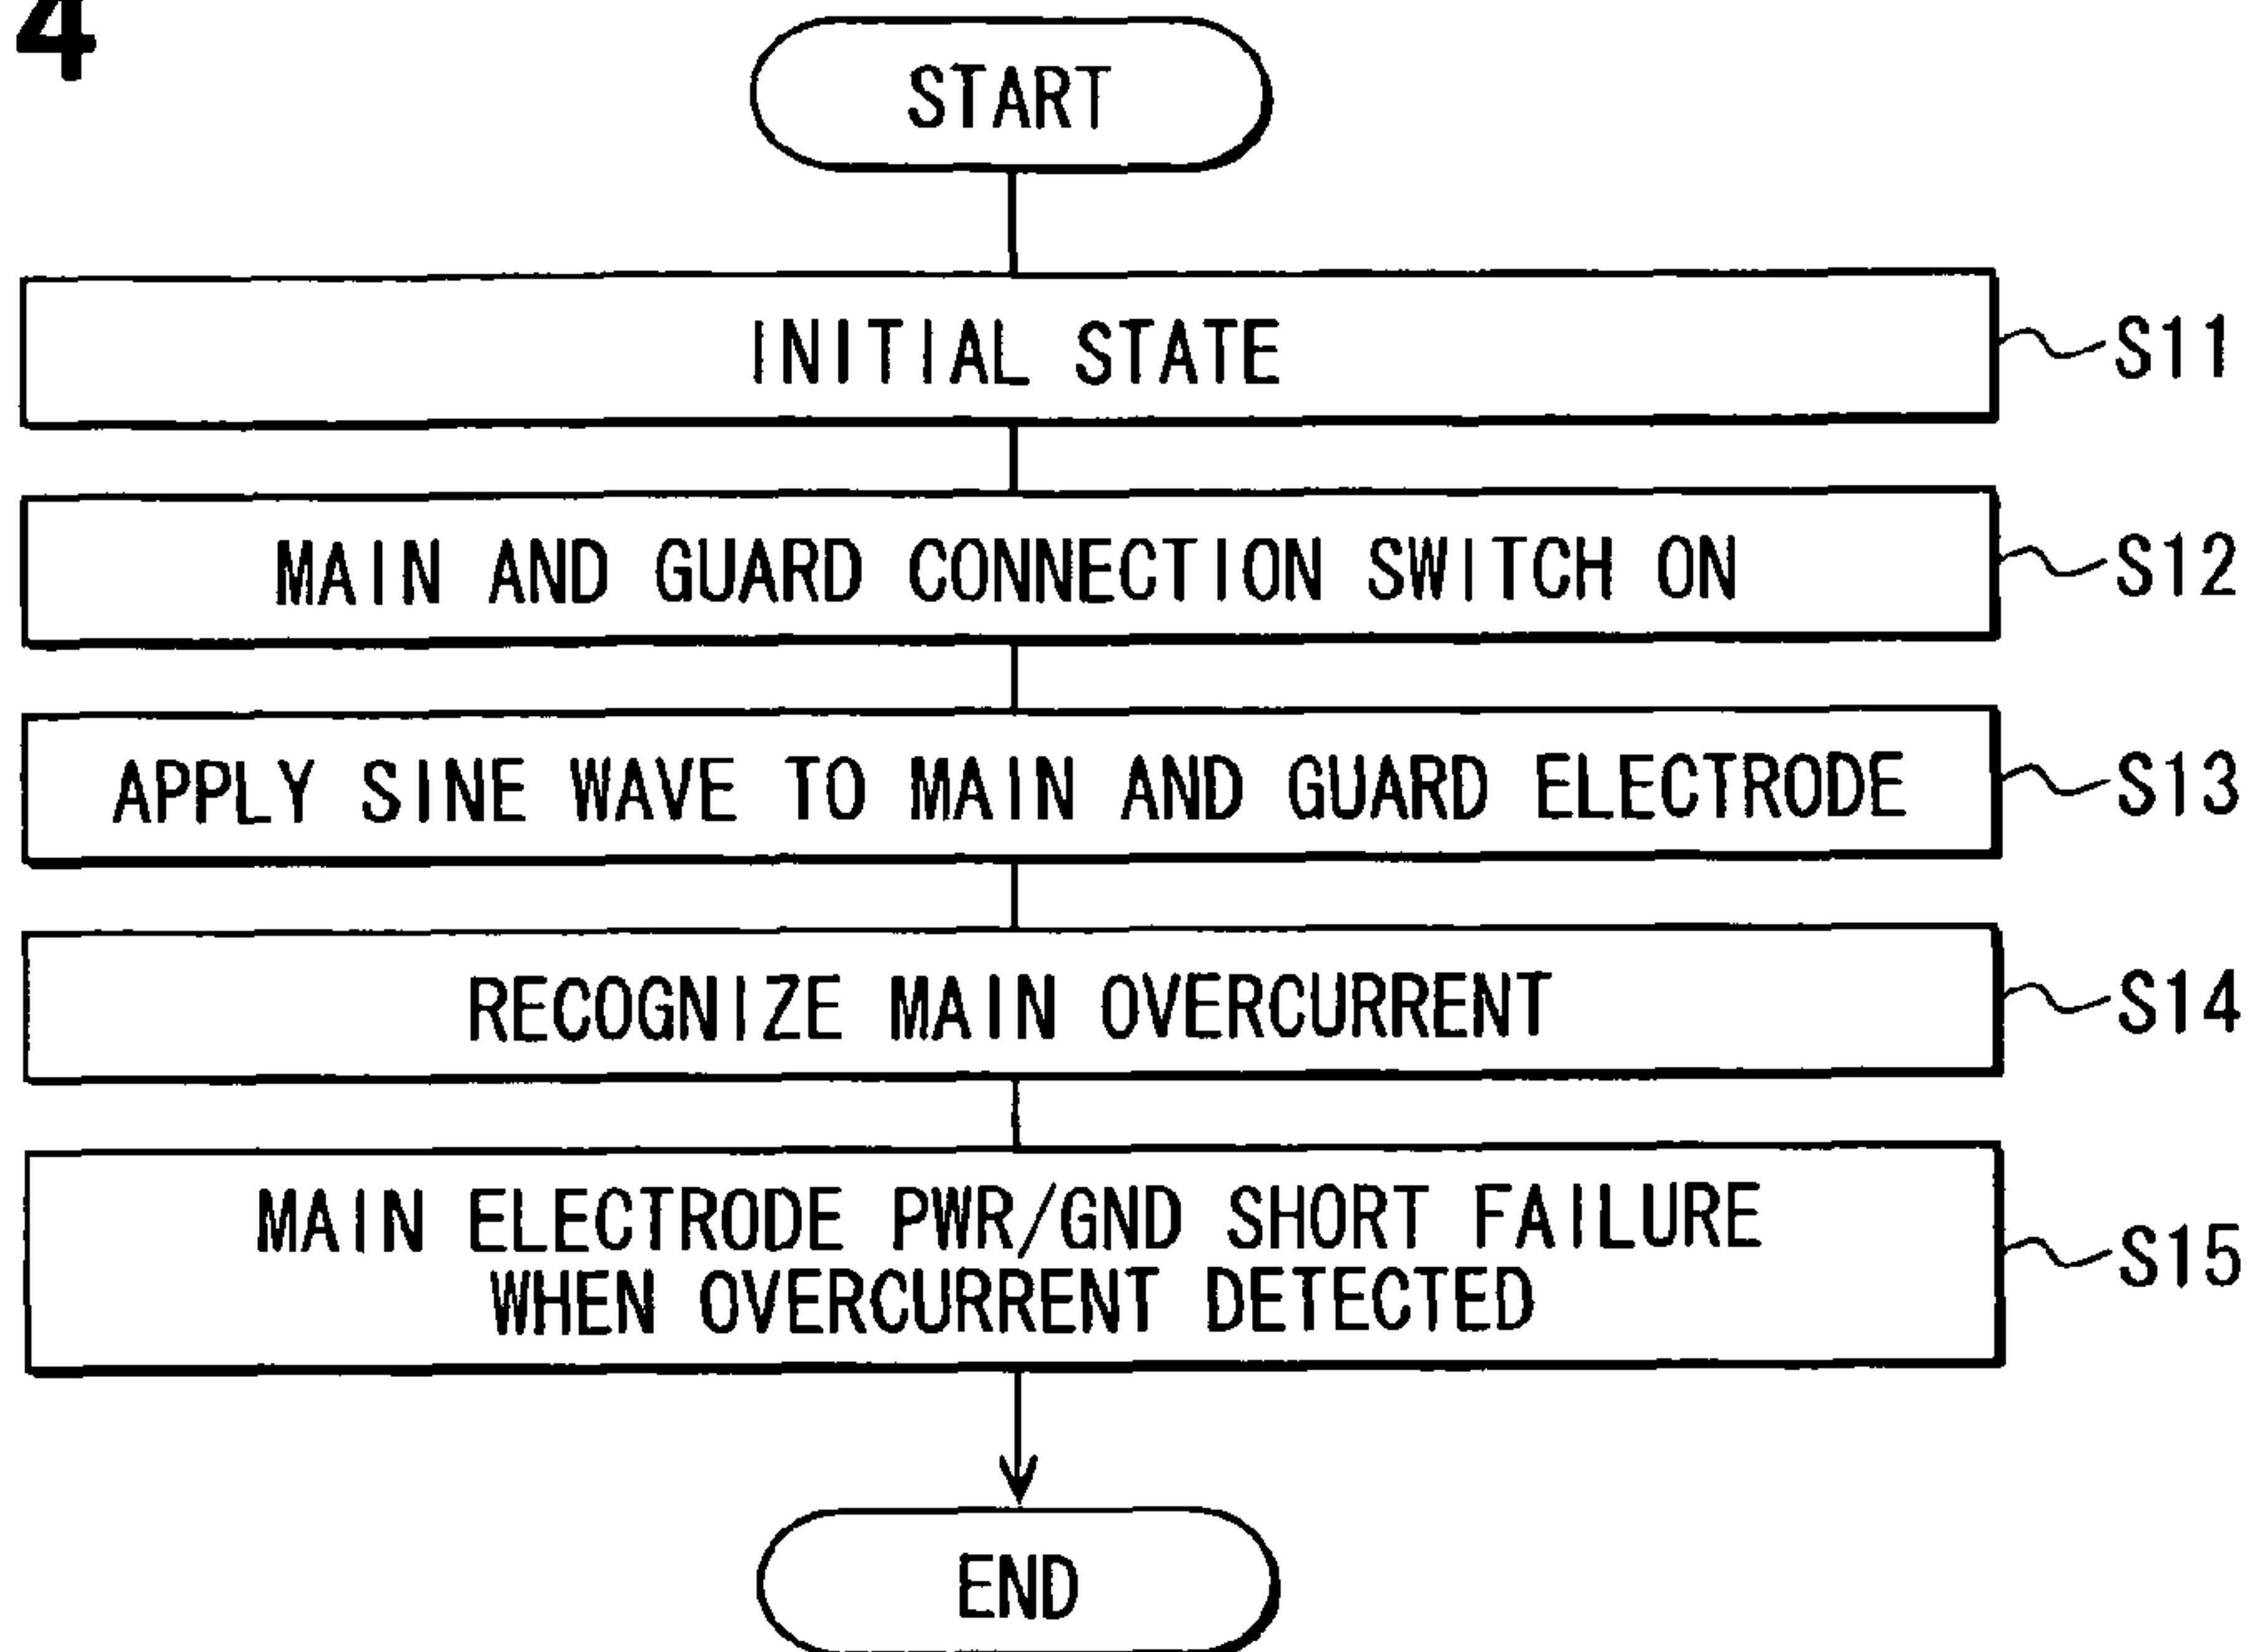 4
START
INITIAL STATE
S11
MAIN AND GUARD CONNECTION SWITCH ON
S12
APPLY SINE WAVE TO MAIN AND GUARD ELECTRODE
S13
RECOGNIZE MAIN OVERCURRENT
S14
MAIN ELECTRODE PWR/GND SHORT FAILURE
WHEN OVERCURRENT DETECTED
S15
END